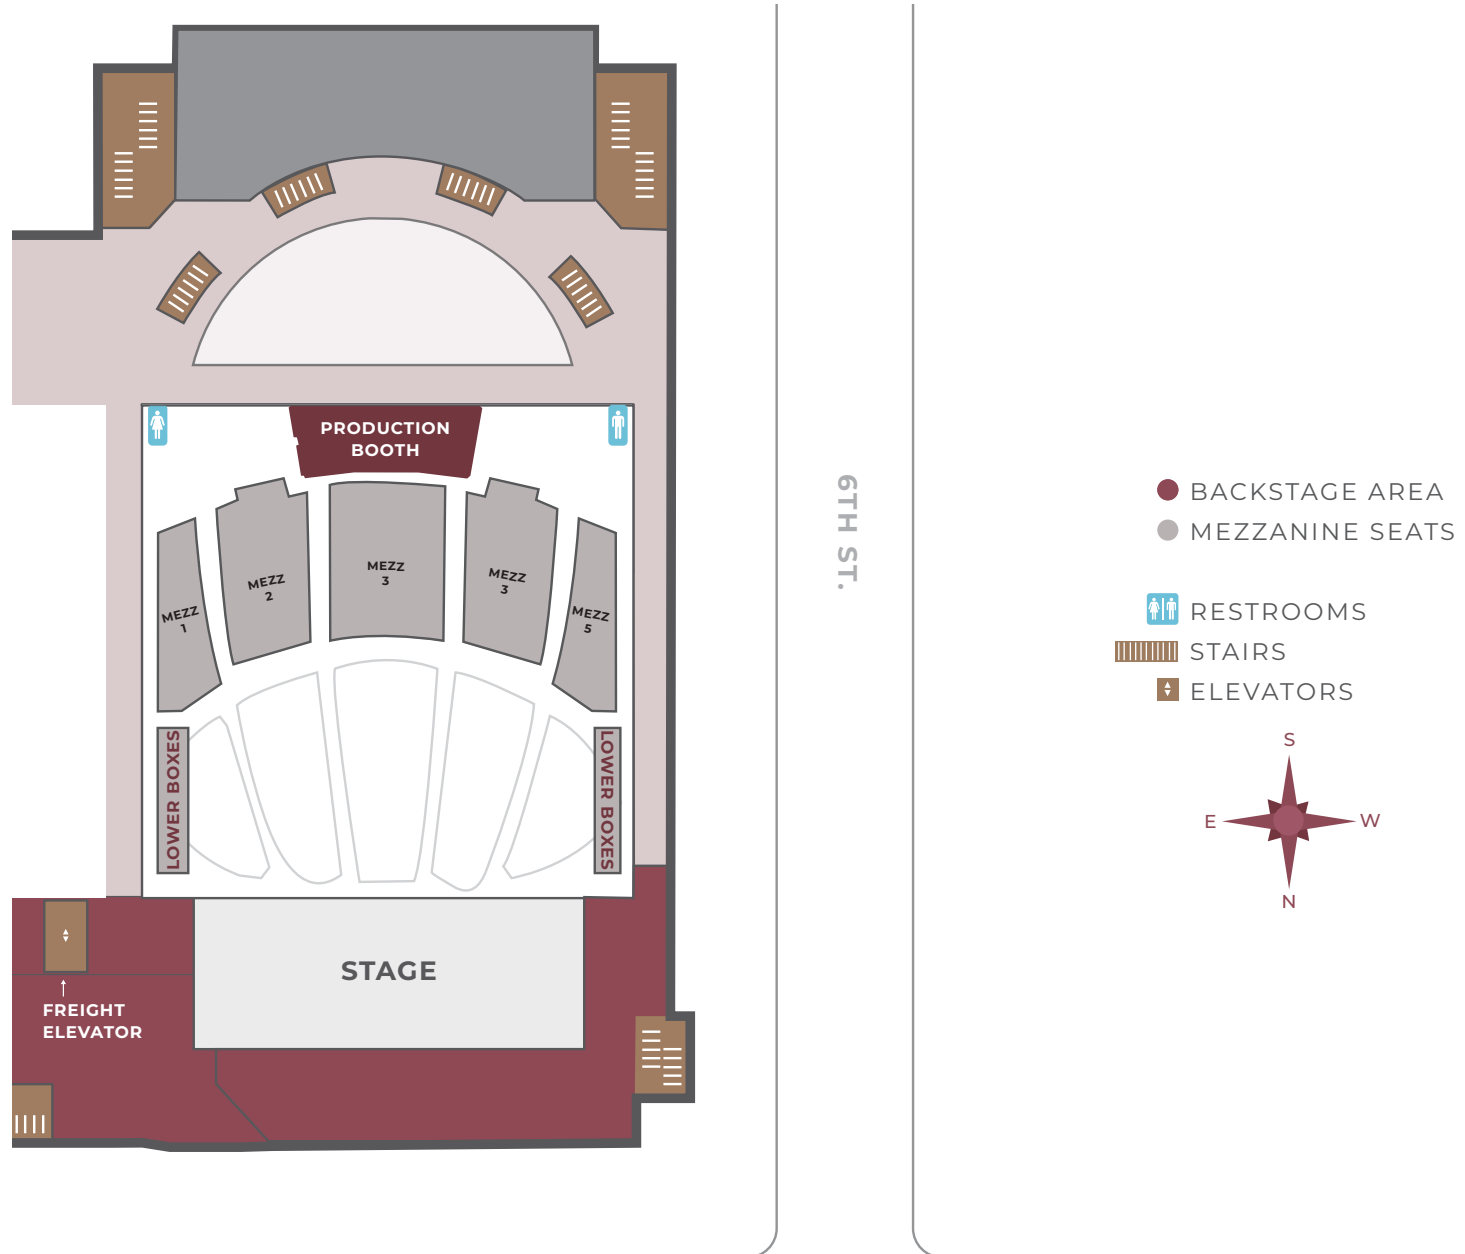 PRODUCTION
BOOTH
MEZZ
1
MEZZ
2
MEZZ
3
MEZZ
3
MEZZ
5
LOWER BOXES
LOWER BOXES
STAGE
FREIGHT
ELEVATOR
6TH ST.
BACKSTAGE AREA
MEZZANINE SEATS
RESTROOMS
STAIRS
ELEVATORS
S
E
W
N